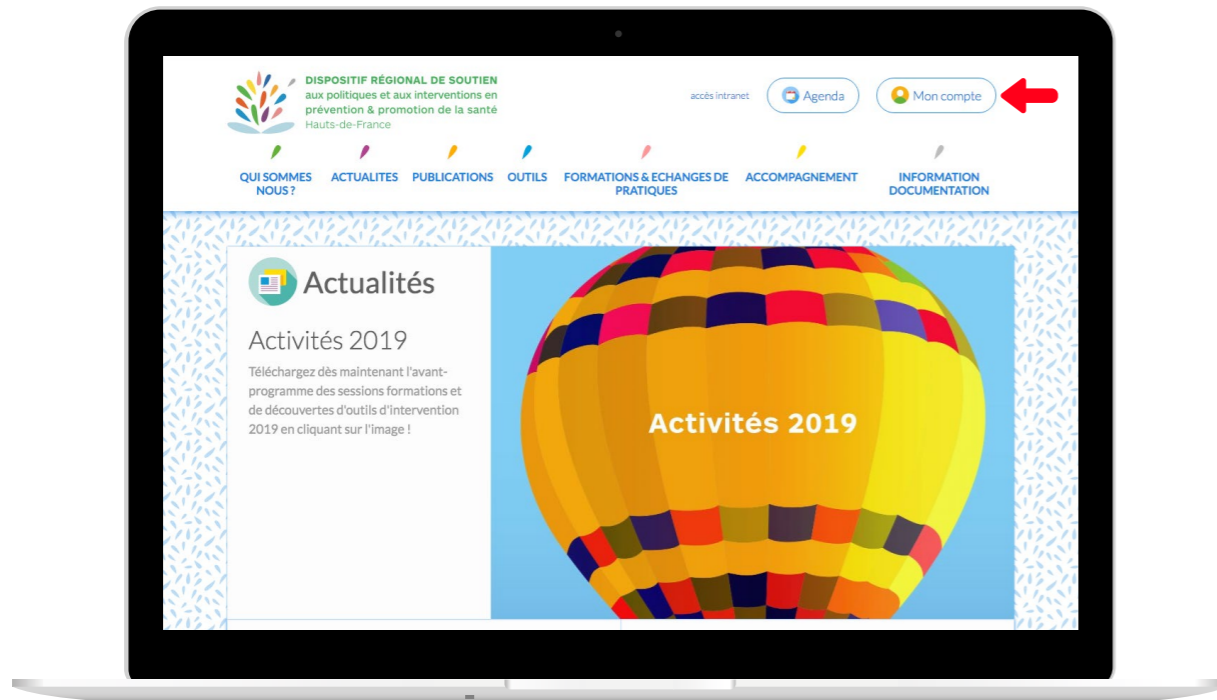 DISPOSITIF RÉGIONAL DE SOUTIEN
aux politiques et aux interventions en
prévention & promotion de la santé
Hauts-de-France
accès intranet
Agenda
Mon compte
QUI SOMMES
NOUS ?
ACTUALITES
PUBLICATIONS
OUTILS
FORMATIONS & ECHANGES DE
PRATIQUES
ACCOMPAGNEMENT
INFORMATION
DOCUMENTATION
Actualités
Activités 2019
Téléchargez dès maintenant l'avant-
programme des sessions formations et
de découvertes d'outils d'intervention
2019 en cliquant sur l'image !
Activités 2019